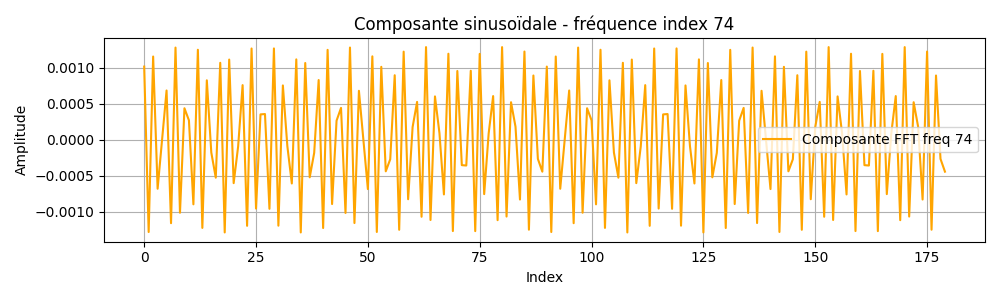 Composante sinusoïdale - fréquence index 74
Amplitude
0.0010
0.0005
0.0000
−0.0005
−0.0010
Composante FFT freq 74
0 25 50 75 100 125 150 175
Index